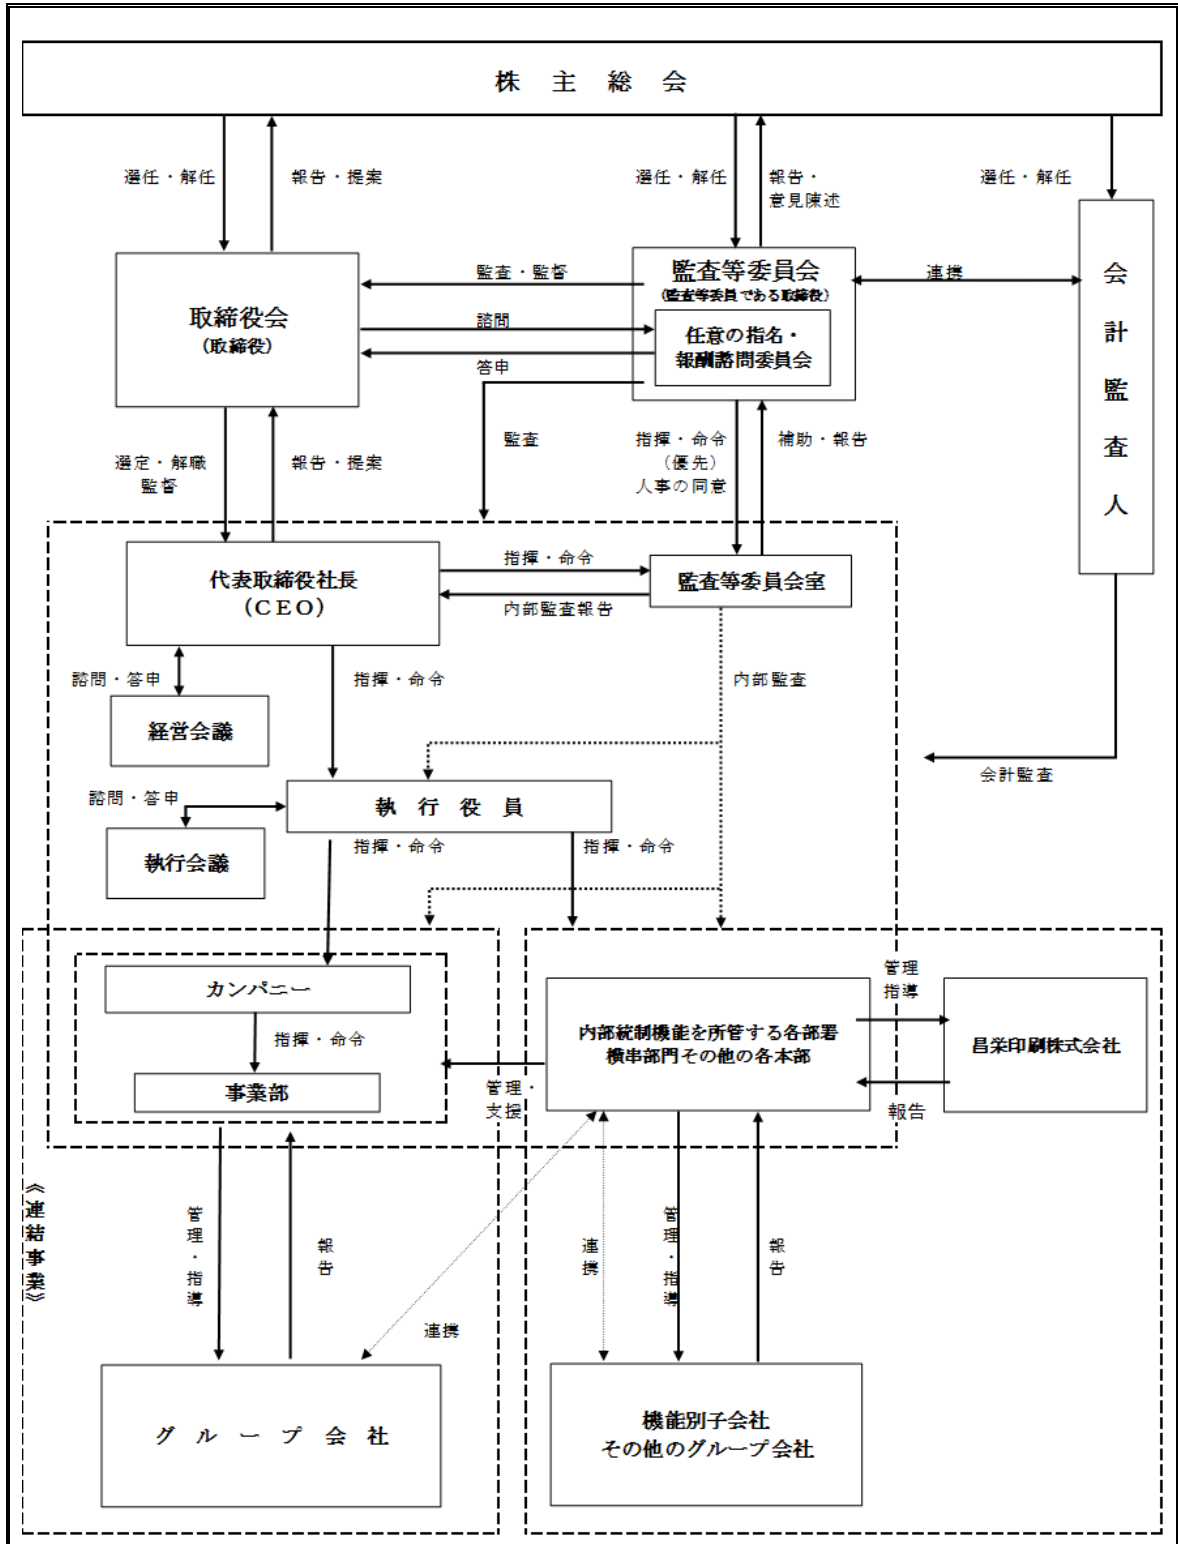 株主総会
選任・解任
報告・提案
選任・解任
報告・
意見陳述
選任・解任
取締役会
(取締役)
監査・監督
諮問
答申
監査
監査等委員会
(監査等委員である取締役)
任意の指名・
報酬諮問委員会
連携
会計監査人
選定・解職
監督
報告・提案
指揮・命令
(優先)
人事の同意
補助・報告
代表取締役社長
(CEO)
指揮・命令
内部監査報告
監査等委員会室
諮問・答申
指揮・命令
内部監査
経営会議
会計監査
諮問・答申
執行役員
執行会議
指揮・命令
指揮・命令
カンパニー
指揮・命令
事業部
管理・
支援
内部統制機能を所管する各部署
横串部門その他の各本部
管理
指導
報告
昌栄印刷株式会社
《連結事業》
管理・指導
報告
連携
連携
管理・指導
報告
グループ会社
機能別子会社
その他のグループ会社